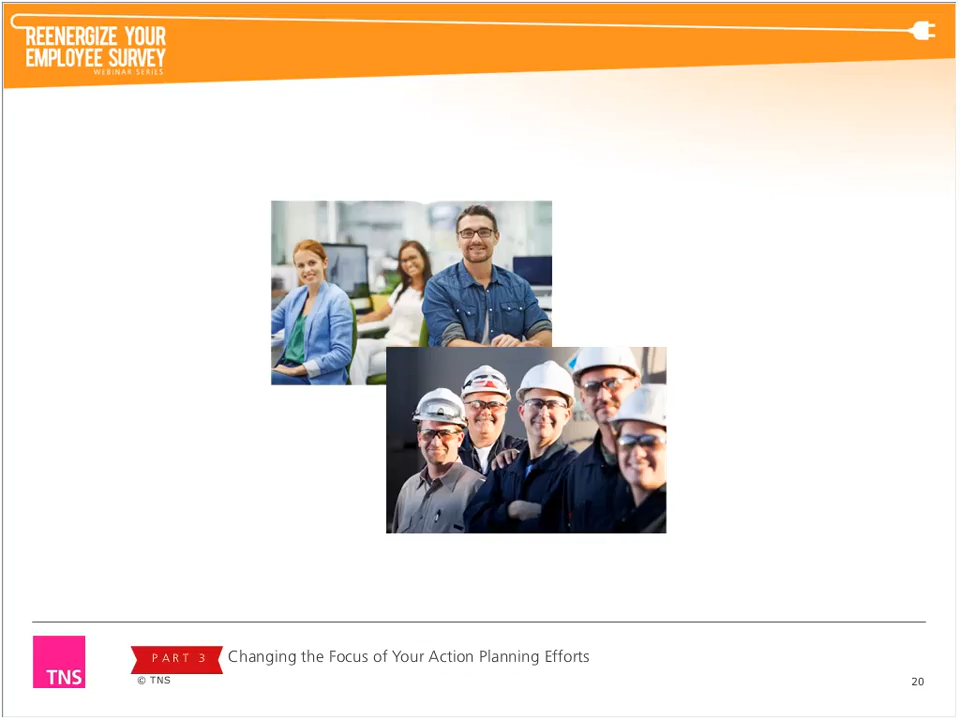 REENERGIZE YOUR
EMPLOYEE SURVEY
WEBINAR SERIES
PART 3
Changing the Focus of Your Action Planning Efforts
TNS
© TNS
20